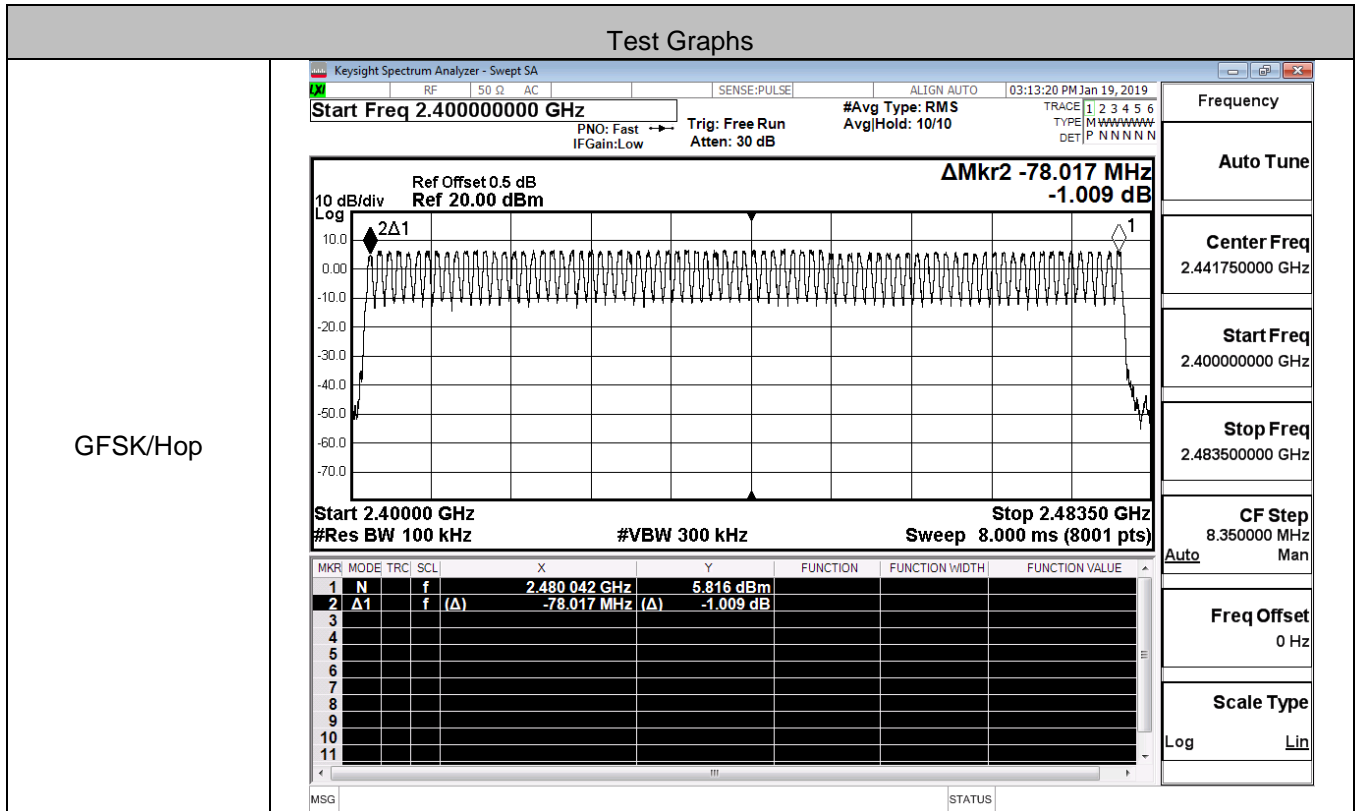 Test Graphs
GFSK/Hop
Keysight Spectrum Analyzer - Swept SA
LXI RF 50 Ω AC SENSE:PULSE ALIGN AUTO 03:13:20 PM Jan 19, 2019
Start Freq 2.400000000 GHz
PNO: Fast
IFGain:Low
Trig: Free Run
Atten: 30 dB
#Avg Type: RMS
Avg|Hold: 10/10
TRACE 1 2 3 4 5 6
TYPE M WWWWW
DET P N N N N N
ΔMkr2 -78.017 MHz
-1.009 dB
Ref Offset 0.5 dB
10 dB/div Ref 20.00 dBm
Log
10.0
0.00
-10.0
-20.0
-30.0
-40.0
-50.0
-60.0
-70.0
2Δ1
1
Start 2.40000 GHz Stop 2.48350 GHz
#Res BW 100 kHz #VBW 300 kHz Sweep 8.000 ms (8001 pts)
MKR MODE TRC SCL X Y FUNCTION FUNCTION WIDTH FUNCTION VALUE
1 N f 2.480 042 GHz 5.816 dBm
2 Δ1 f (Δ) -78.017 MHz (Δ) -1.009 dB
3
4
5
6
7
8
9
10
11
MSG STATUS
Frequency
Auto Tune
Center Freq
2.441750000 GHz
Start Freq
2.400000000 GHz
Stop Freq
2.483500000 GHz
CF Step
8.350000 MHz
Auto Man
Freq Offset
0 Hz
Scale Type
Log Lin